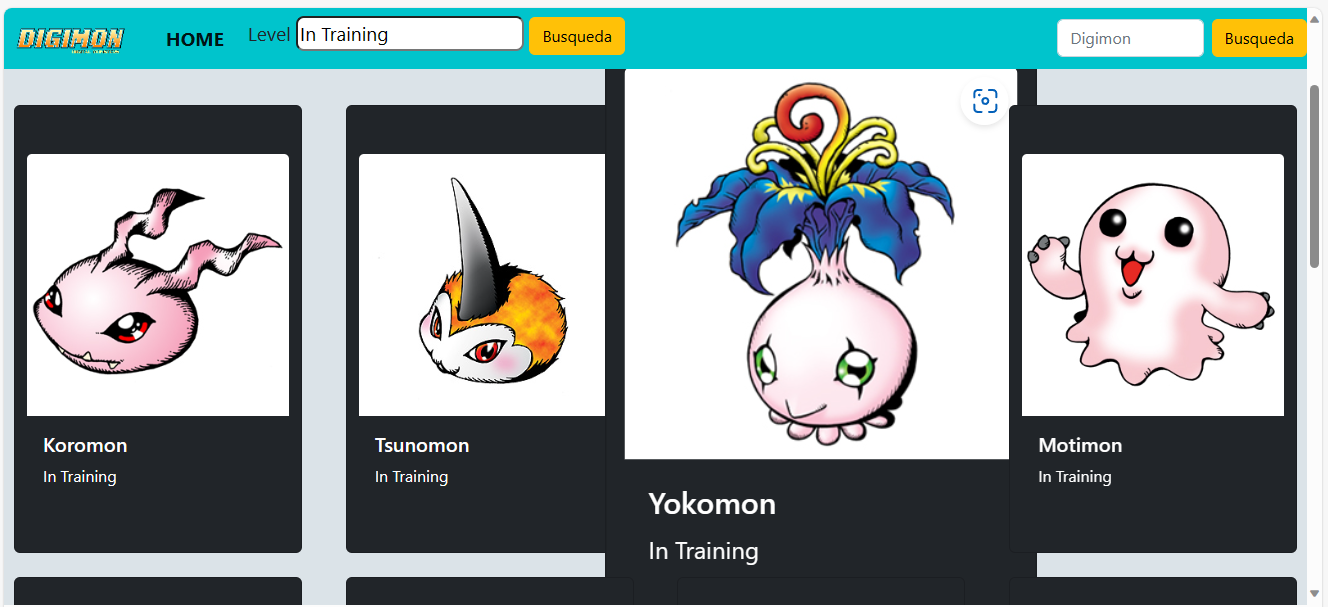 DIGIMON
HOME
Level
In Training
Busqueda
Digimon
Busqueda
Koromon
In Training
Tsunomon
In Training
Yokomon
In Training
Motimon
In Training